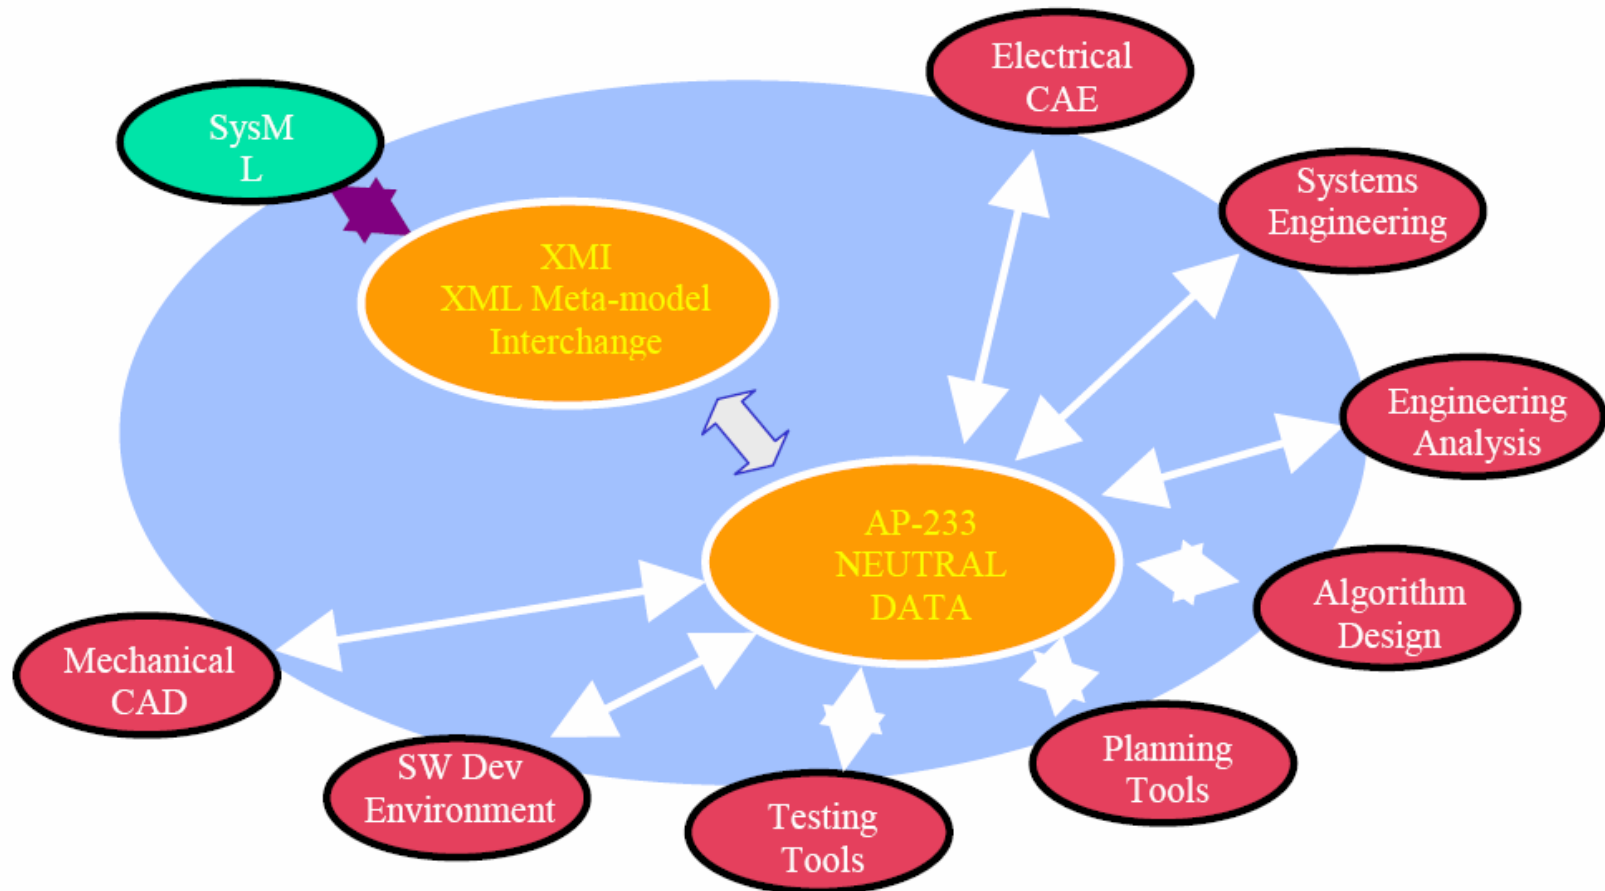 Electrical
CAE
SysM
L
Systems
Engineering
XMI
XML Meta-model
Interchange
Engineering
Analysis
AP-233
NEUTRAL
DATA
Algorithm
Design
Mechanical
CAD
SW Dev
Environment
Testing
Tools
Planning
Tools